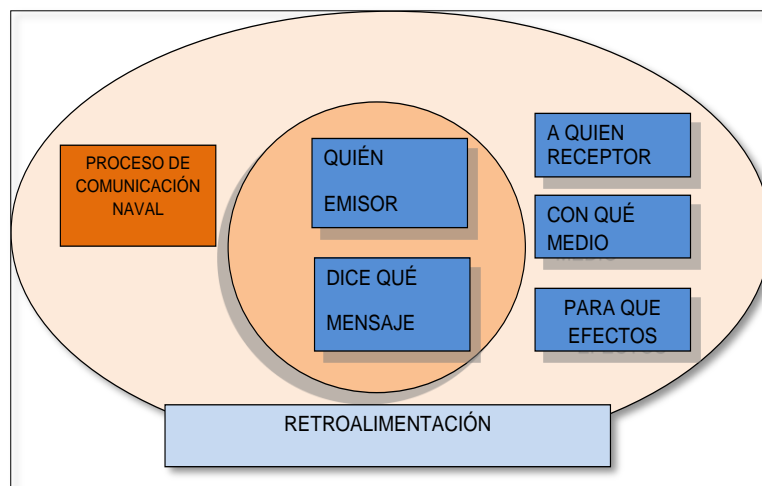 PROCESO DE
COMUNICACIÓN
NAVAL
QUIÉN
EMISOR
DICE QUÉ
MENSAJE
A QUIEN
RECEPTOR
CON QUÉ
MEDIO
PARA QUE
EFECTOS
RETROALIMENTACIÓN